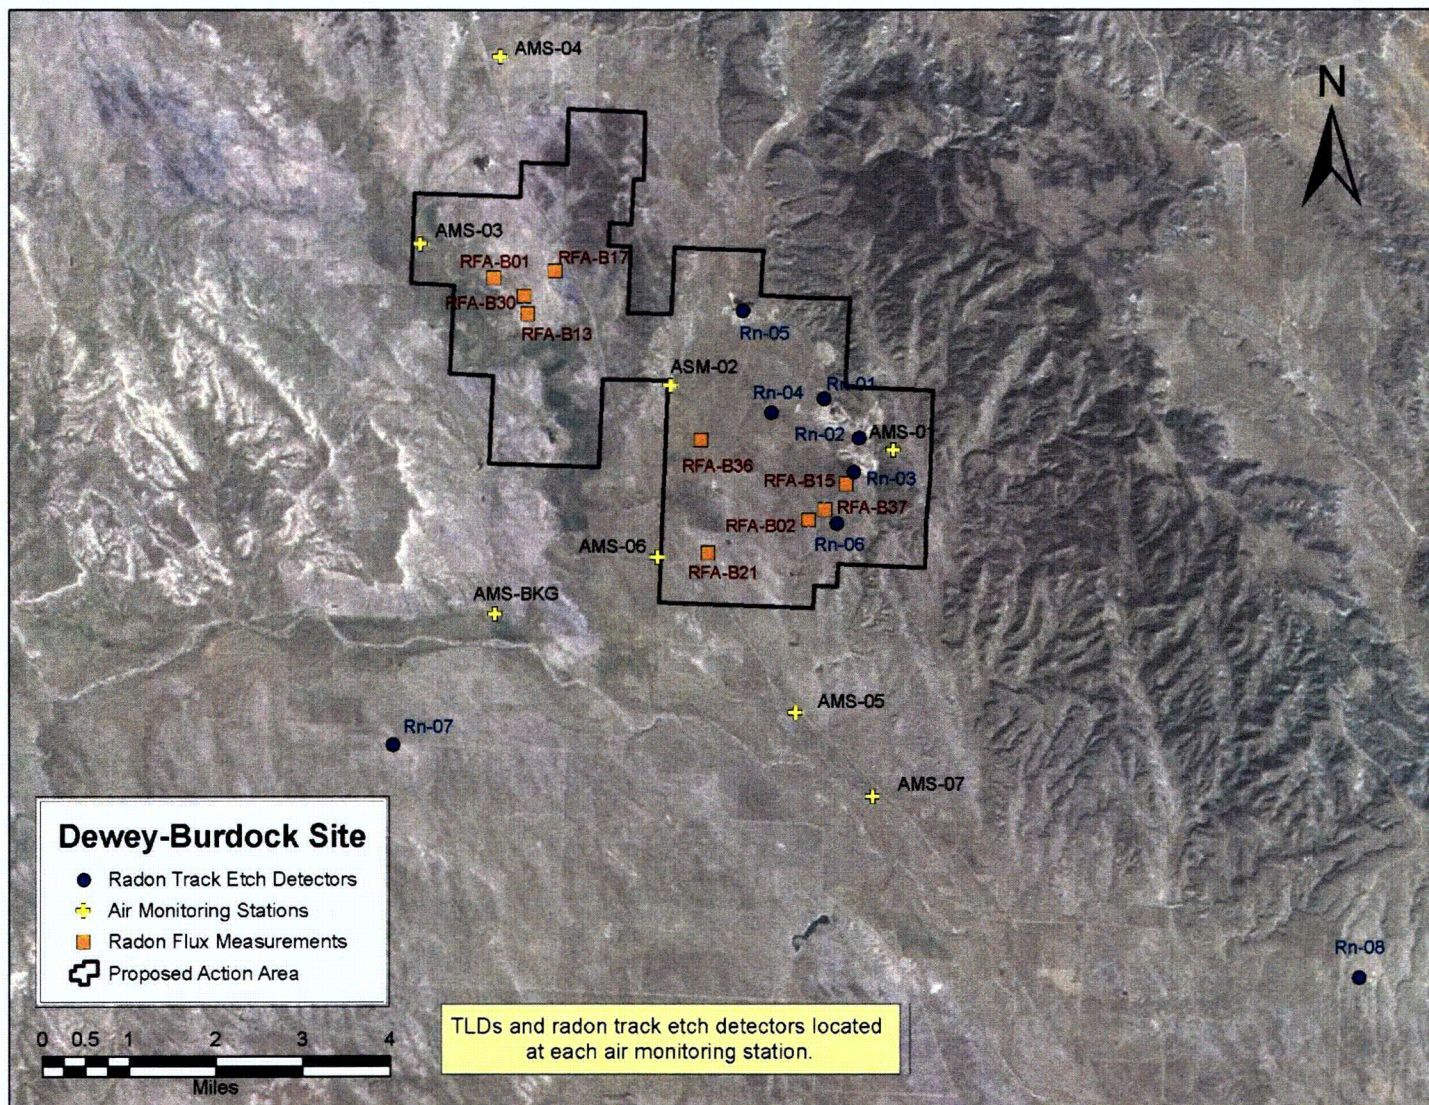 AMS-04
N
AMS-03
RFA-B01
RFA-B17
RFA-B30
RFA-B13
Rn-05
ASM-02
Rn-04
Rn-01
Rn-02
AMS-01
RFA-B36
RFA-B15
Rn-03
RFA-B37
RFA-B02
Rn-06
AMS-06
RFA-B21
AMS-BKG
AMS-05
Rn-07
AMS-07
Rn-08
Dewey-Burdock Site
Radon Track Etch Detectors
Air Monitoring Stations
Radon Flux Measurements
Proposed Action Area
TLDs and radon track etch detectors located
at each air monitoring station.
0 0.5 1 2 3 4
Miles